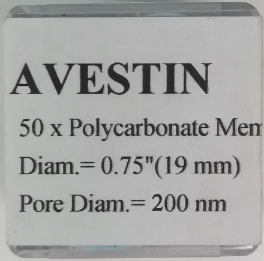 AVESTIN
50 x Polycarbonate Mem
Diam.= 0.75"(19 mm)
Pore Diam.= 200 nm